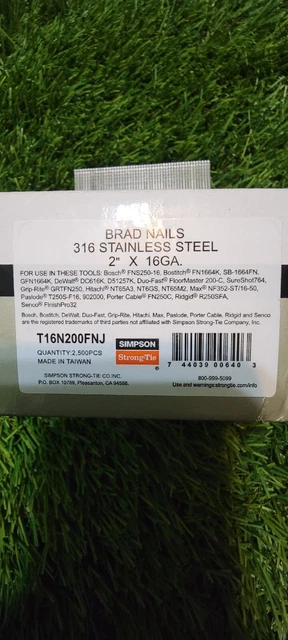 BRAD NAILS
316 STAINLESS STEEL
2" X 16GA.
FOR USE IN THESE TOOLS: Bosch® FNS250-16, Bostitch® FN1664K, SB-1664FN,
GFN1664K, DeWalt® DC616K, D51257K, Duo-Fast® FloorMaster 200-C, SureShot764,
Grip-Rite® GRTFN250, Hitachi® NT65A3, NT65GS, NT65M2, Max® NF352-ST/16-50,
Paslode® T250S-F16, 902000, Porter Cable® FN250C, Ridgid® R250SFA,
Senco® FinishPro32
Bosch, Bostitch, DeWalt, Duo-Fast, Grip-Rite, Hitachi, Max, Paslode, Porter Cable, Ridgid and Senco
are the registered trademarks of third parties not affiliated with Simpson Strong-Tie Company, Inc.
T16N200FNJ
QUANTITY:2,500PCS
MADE IN TAIWAN
SIMPSON
Strong-Tie
®
SIMPSON STRONG-TIE CO.INC.
P.O. BOX 10789, Pleasanton, CA 94588.
7 44039 00640 3
800-999-5099
Use and warnings:strongtie.com/info